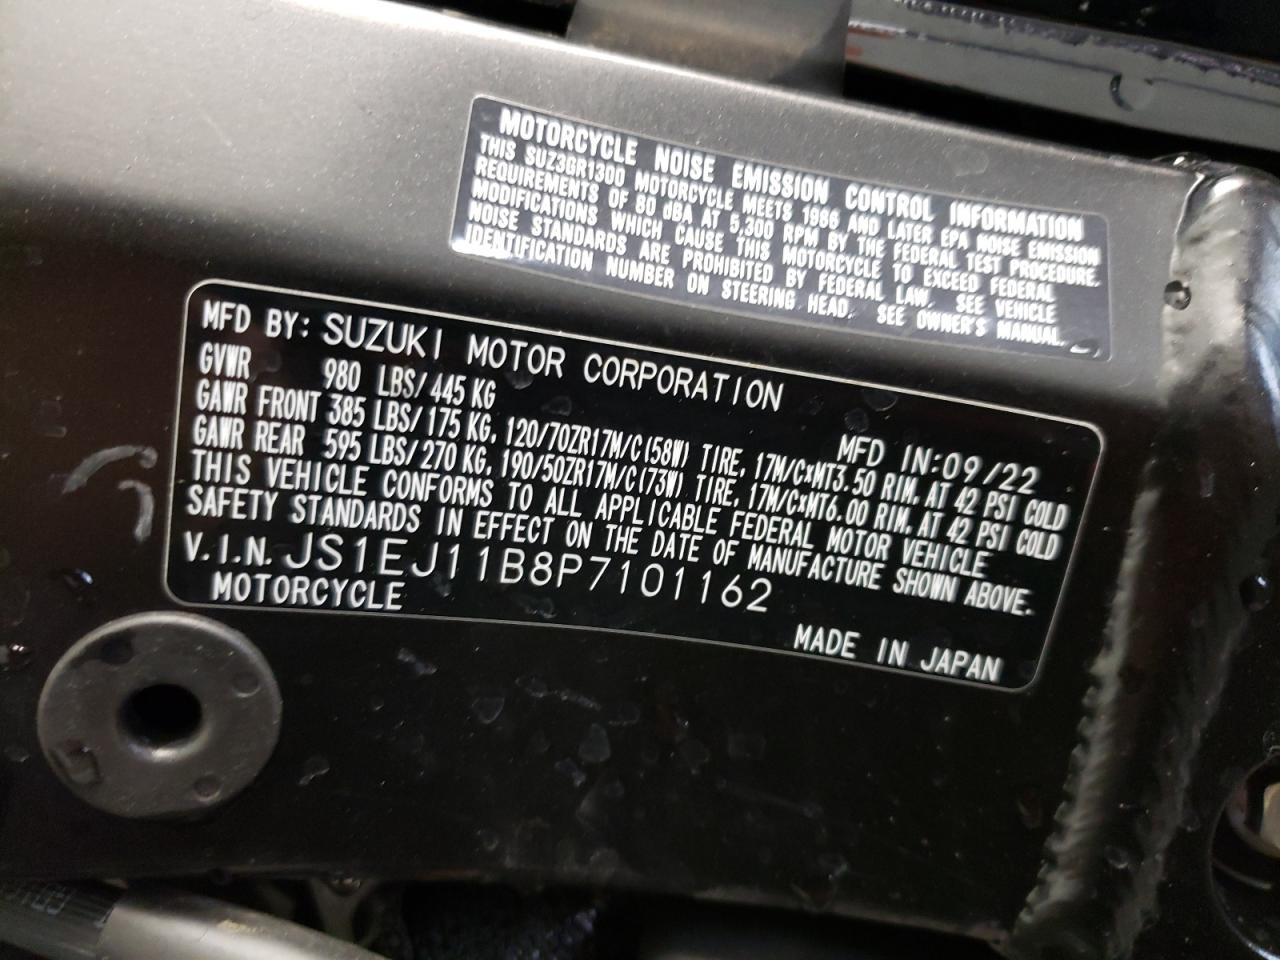 MOTORCYCLE NOISE EMISSION CONTROL INFORMATION
THIS SUZ3GR1300 MOTORCYCLE MEETS 1986 AND LATER EPA NOISE EMISSION
REQUIREMENTS OF 80 dBA AT 5,300 RPM BY THE FEDERAL TEST PROCEDURE.
MODIFICATIONS WHICH CAUSE THIS MOTORCYCLE TO EXCEED FEDERAL
NOISE STANDARDS ARE PROHIBITED BY FEDERAL LAW. SEE VEHICLE
IDENTIFICATION NUMBER ON STEERING HEAD. SEE OWNER'S MANUAL.
MFD BY: SUZUKI MOTOR CORPORATION
GVWR 980 LBS/445 KG MFD IN:09/22
GAWR FRONT 385 LBS/175 KG, 120/70ZR17M/C(58W) TIRE, 17M/CxMT3.50 RIM, AT 42 PSI COLD
GAWR REAR 595 LBS/270 KG, 190/50ZR17M/C(73W) TIRE, 17M/CxMT6.00 RIM, AT 42 PSI COLD
THIS VEHICLE CONFORMS TO ALL APPLICABLE FEDERAL MOTOR VEHICLE
SAFETY STANDARDS IN EFFECT ON THE DATE OF MANUFACTURE SHOWN ABOVE.
V.I.N. JS1EJ11B8P7101162
MOTORCYCLE
MADE IN JAPAN